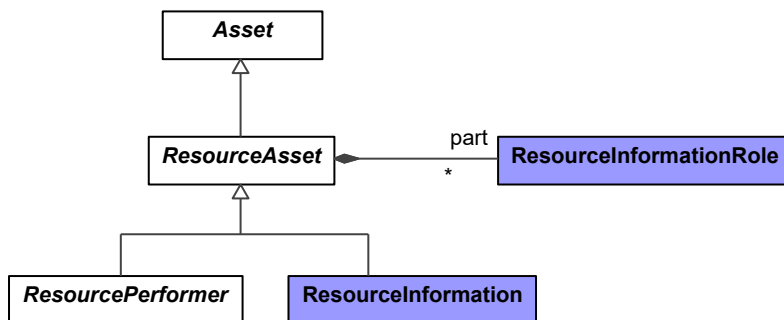 Asset
part
ResourceAsset
ResourceInformationRole
*
ResourcePerformer
ResourceInformation